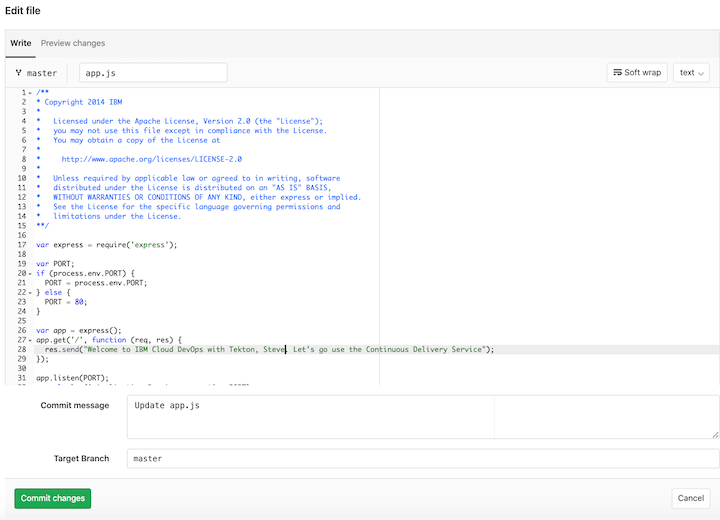 Edit file
Write Preview changes
master app.js Soft wrap text
1 /**
2 * Copyright 2014 IBM
3 *
4 *   Licensed under the Apache License, Version 2.0 (the "License");
5 *   you may not use this file except in compliance with the License.
6 *   You may obtain a copy of the License at
7 *
8 *     http://www.apache.org/licenses/LICENSE-2.0
9 *
10 *   Unless required by applicable law or agreed to in writing, software
11 *   distributed under the License is distributed on an "AS IS" BASIS,
12 *   WITHOUT WARRANTIES OR CONDITIONS OF ANY KIND, either express or implied.
13 *   See the License for the specific language governing permissions and
14 *   limitations under the License.
15 **/
16
17 var express = require('express');
18
19 var PORT;
20 if (process.env.PORT) {
21   PORT = process.env.PORT;
22 } else {
23   PORT = 80;
24 }
25
26 var app = express();
27 app.get('/', function (req, res) {
28   res.send("Welcome to IBM Cloud DevOps with Tekton, Steve. Let's go use the Continuous Delivery Service");
29 });
30
31 app.listen(PORT);
Commit message Update app.js
Target Branch master
Commit changes Cancel